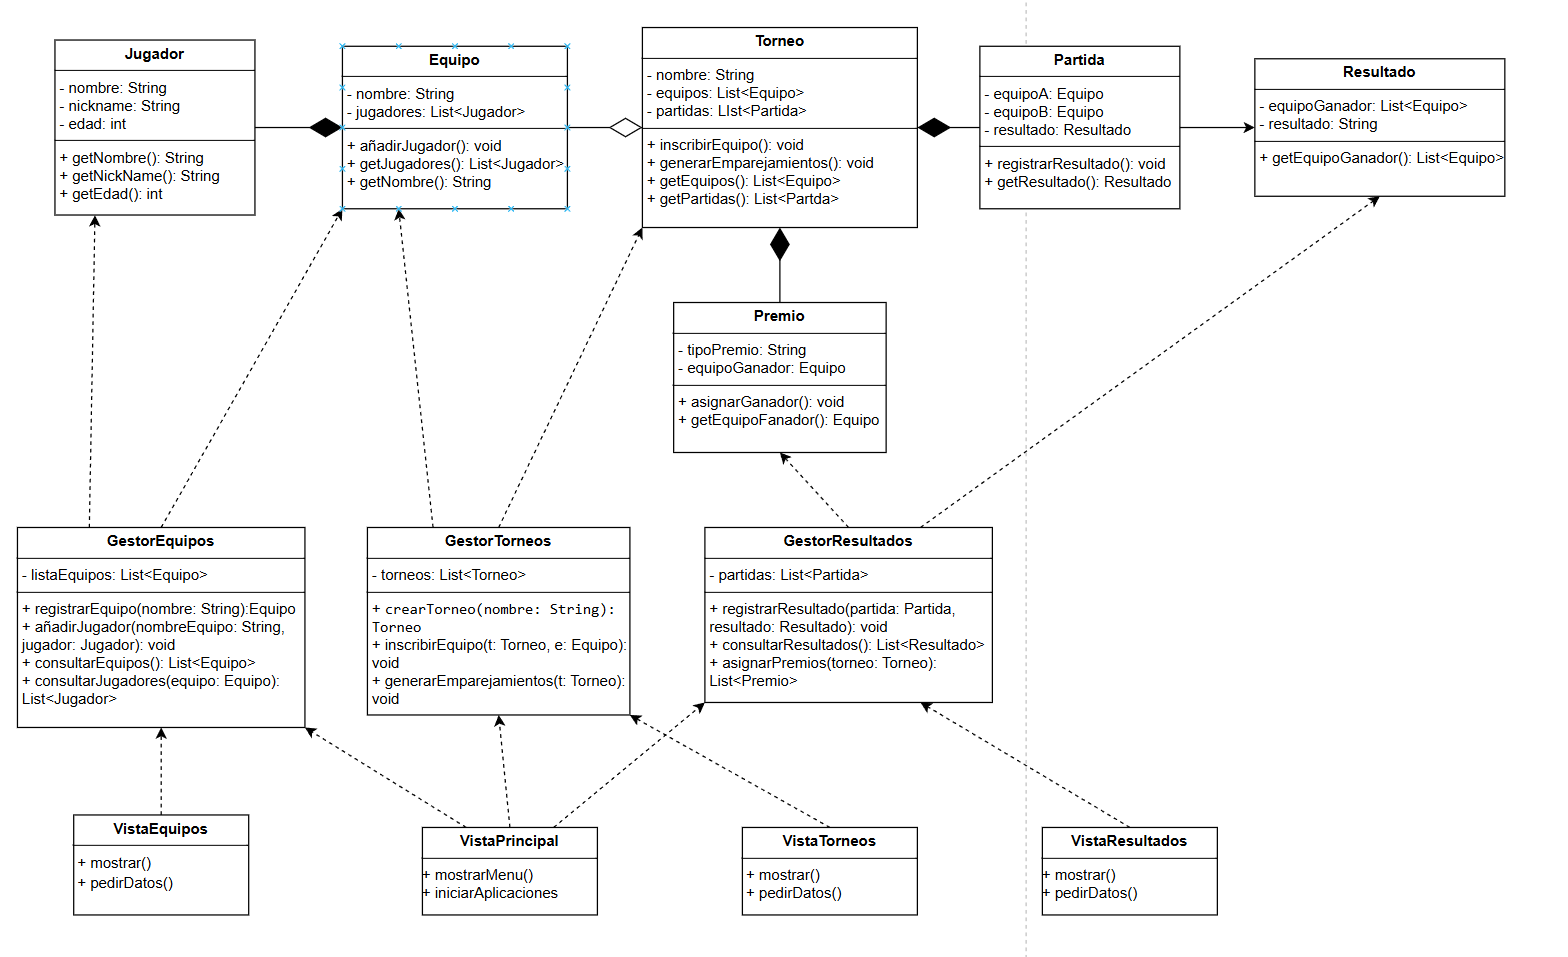 Jugador
- nombre: String
- nickname: String
- edad: int
+ getNombre(): String
+ getNickName(): String
+ getEdad(): int
Equipo
- nombre: String
- jugadores: List<Jugador>
+ añadirJugador(): void
+ getJugadores(): List<Jugador>
+ getNombre(): String
Torneo
- nombre: String
- equipos: List<Equipo>
- partidas: LIst<Partida>
+ inscribirEquipo(): void
+ generarEmparejamientos(): void
+ getEquipos(): List<Equipo>
+ getPartidas(): List<Partda>
Partida
- equipoA: Equipo
- equipoB: Equipo
- resultado: Resultado
+ registrarResultado(): void
+ getResultado(): Resultado
Resultado
- equipoGanador: List<Equipo>
- resultado: String
+ getEquipoGanador(): List<Equipo>
Premio
- tipoPremio: String
- equipoGanador: Equipo
+ asignarGanador(): void
+ getEquipoFanador(): Equipo
GestorEquipos
- listaEquipos: List<Equipo>
+ registrarEquipo(nombre: String):Equipo
+ añadirJugador(nombreEquipo: String,
jugador: Jugador): void
+ consultarEquipos(): List<Equipo>
+ consultarJugadores(equipo: Equipo):
List<Jugador>
GestorTorneos
- torneos: List<Torneo>
+ crearTorneo(nombre: String):
Torneo
+ inscribirEquipo(t: Torneo, e: Equipo):
void
+ generarEmparejamientos(t: Torneo):
void
GestorResultados
- partidas: List<Partida>
+ registrarResultado(partida: Partida,
resultado: Resultado): void
+ consultarResultados(): List<Resultado>
+ asignarPremios(torneo: Torneo):
List<Premio>
VistaEquipos
+ mostrar()
+ pedirDatos()
VistaPrincipal
+ mostrarMenu()
+ iniciarAplicaciones
VistaTorneos
+ mostrar()
+ pedirDatos()
VistaResultados
+ mostrar()
+ pedirDatos()